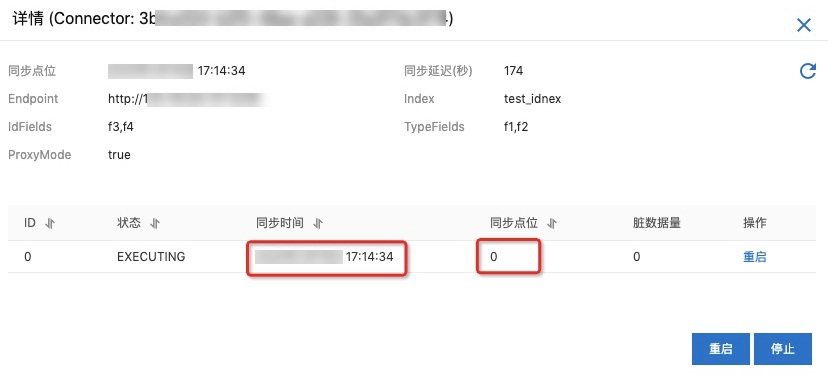 详情 (Connector: 3b 4)
同步点位 17:14:34 同步延迟(秒) 174
Endpoint http://1 Index test_idnex
IdFields f3,f4 TypeFields f1,f2
ProxyMode true
ID 状态 同步时间 同步点位 脏数据量 操作
0 EXECUTING 17:14:34 0 0 重启
重启 停止